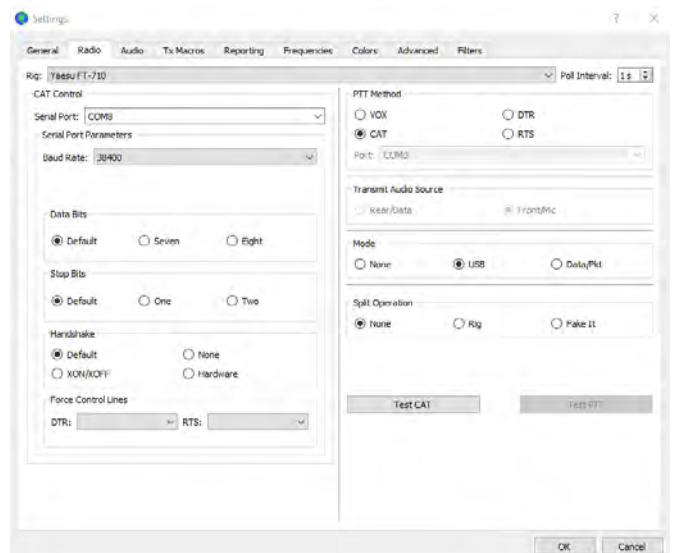 Settings ? ×
General Radio Audio Tx Macros Reporting Frequencies Colors Advanced Filters
Rig: Yaesu FT-710 Poll Interval: 1 s
CAT Control
Serial Port:
Serial Port Parameters
Baud Rate: 38400
Data Bits
Default Seven Eight
Stop Bits
Default One Two
Handshake
Default None
XON/XOFF Hardware
Force Control Lines
DTR: RTS:
PTT Method
VOX DTR
CAT RTS
Port:
Transmit Audio Source
Rear/Data Front/Mic
Mode
None USB Data/Pkt
Split Operation
None Rig Fake It
Test CAT Test PTT
OK Cancel